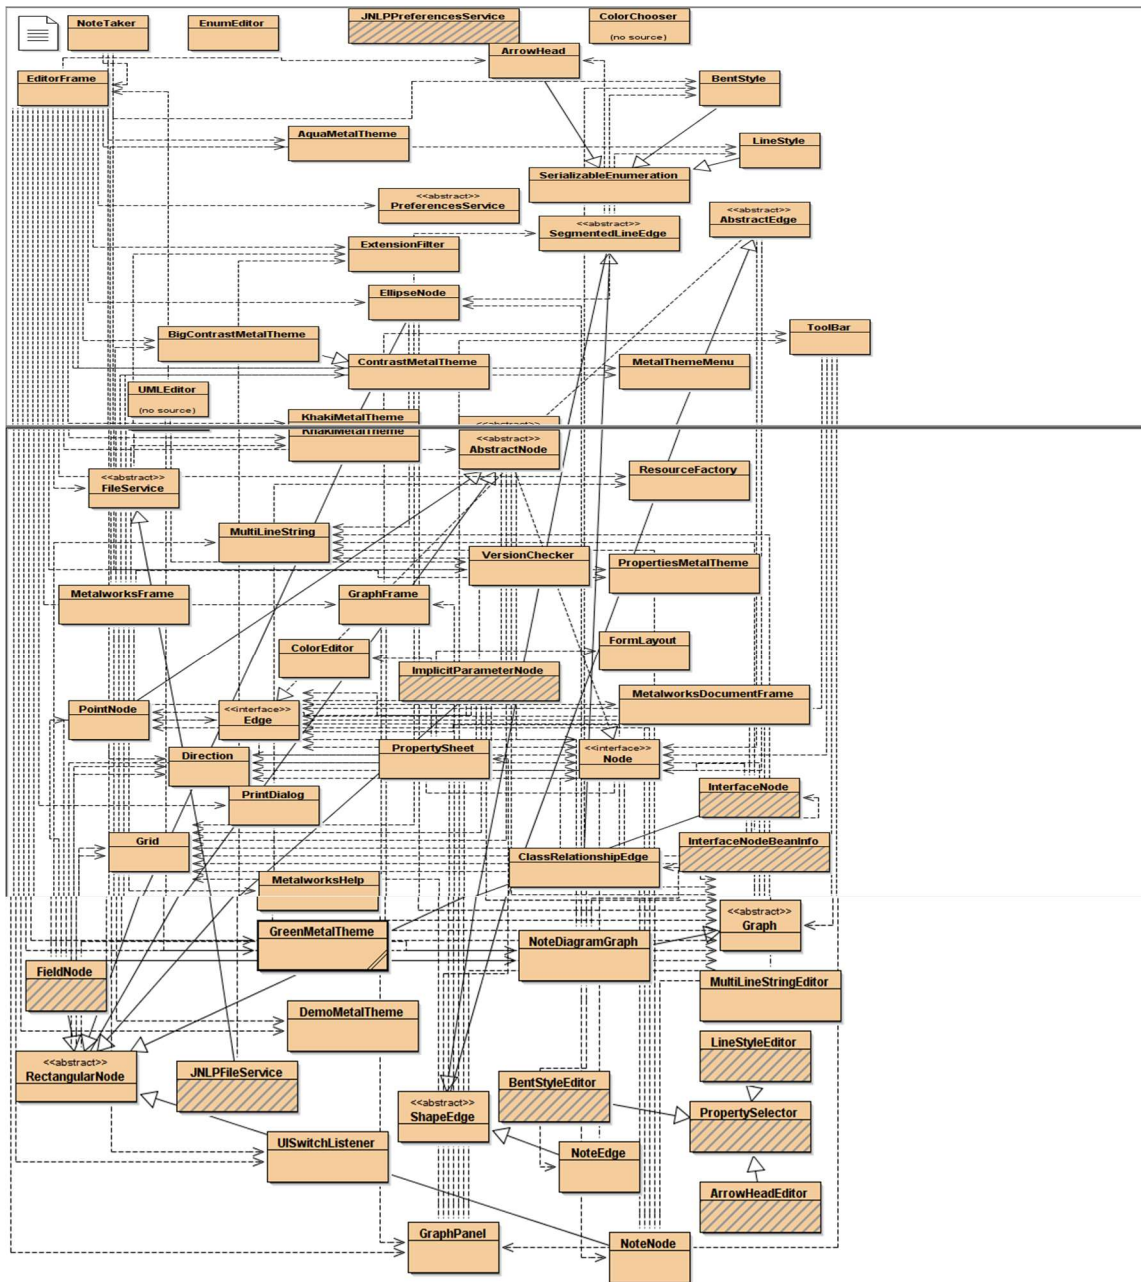 NoteTaker
EnumEditor
JNLPPreferencesService
ColorChooser
(no source)
ArrowHead
EditorFrame
BentStyle
AquaMetalTheme
LineStyle
SerializableEnumeration
<<abstract>>
PreferencesService
<<abstract>>
SegmentedLineEdge
<<abstract>>
AbstractEdge
ExtensionFilter
EllipseNode
BigContrastMetalTheme
ToolBar
ContrastMetalTheme
MetalThemeMenu
UMLEditor
(no source)
KhakiMetalTheme
KhakiMetalTheme
<<abstract>>
<<abstract>>
AbstractNode
<<abstract>>
FileService
ResourceFactory
MultiLineString
VersionChecker
PropertiesMetalTheme
MetalworksFrame
GraphFrame
ColorEditor
FormLayout
ImplicitParameterNode
MetalworksDocumentFrame
PointNode
<<interface>>
Edge
Direction
PropertySheet
<<interface>>
Node
PrintDialog
InterfaceNode
Grid
InterfaceNodeBeanInfo
ClassRelationshipEdge
MetalworksHelp
<<abstract>>
Graph
GreenMetalTheme
NoteDiagramGraph
FieldNode
MultiLineStringEditor
DemoMetalTheme
LineStyleEditor
<<abstract>>
RectangularNode
JNLPFileService
BentStyleEditor
<<abstract>>
ShapeEdge
PropertySelector
UISwitchListener
NoteEdge
ArrowHeadEditor
GraphPanel
NoteNode